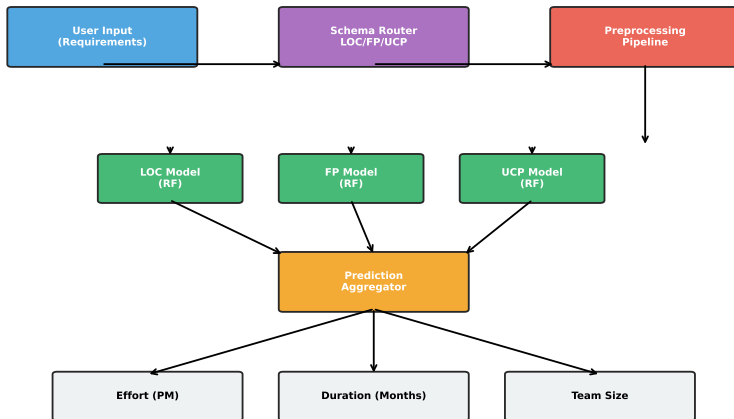 User Input
(Requirements)
Schema Router
LOC/FP/UCP
Preprocessing
Pipeline
LOC Model
(RF)
FP Model
(RF)
UCP Model
(RF)
Prediction
Aggregator
Effort (PM)
Duration (Months)
Team Size